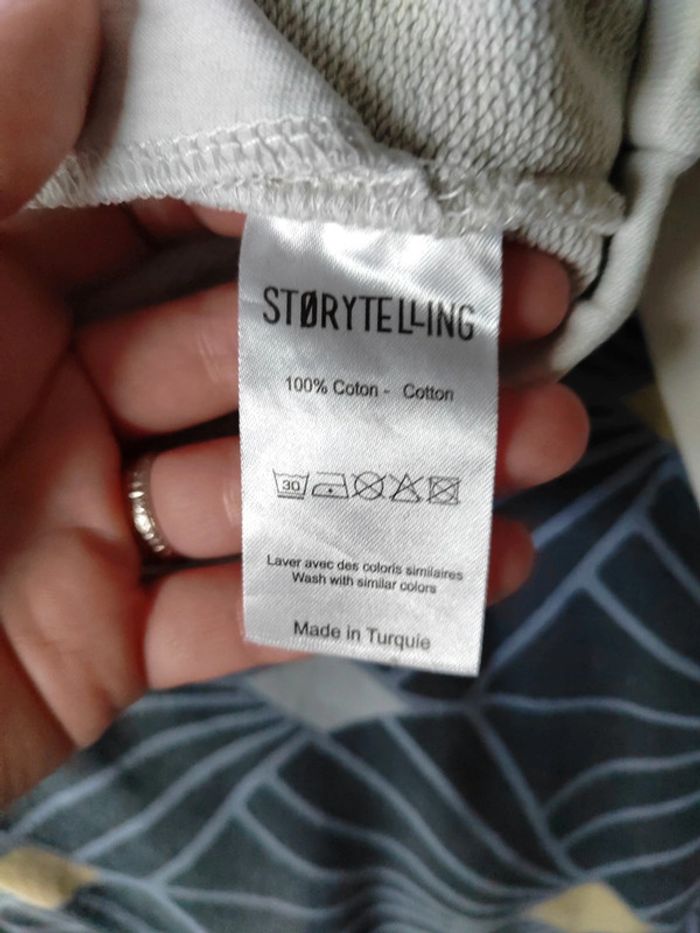 STØRYTELLING
100% Coton - Cotton
30
Laver avec des coloris similaires
Wash with similar colors
Made in Turquie